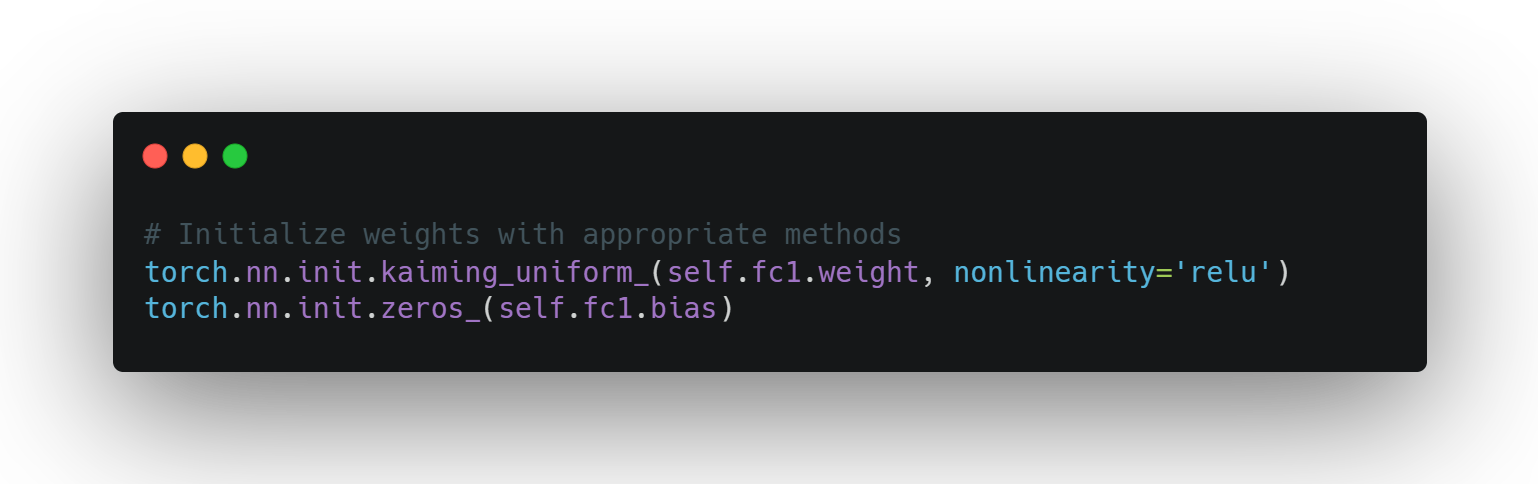 # Initialize weights with appropriate methods
torch.nn.init.kaiming_uniform_(self.fc1.weight, nonlinearity='relu')
torch.nn.init.zeros_(self.fc1.bias)